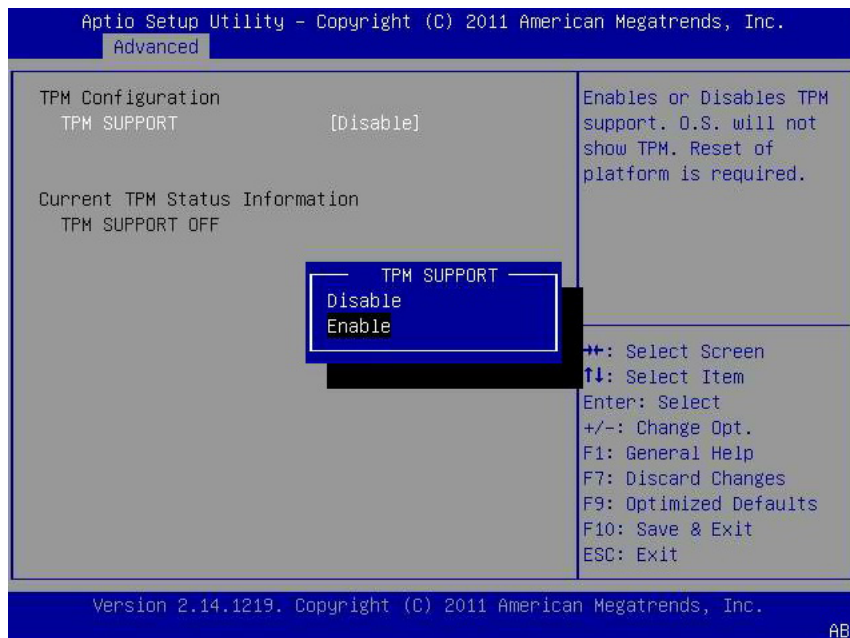 Aptio Setup Utility – Copyright (C) 2011 American Megatrends, Inc.
Advanced
TPM Configuration
TPM SUPPORT [Disable]
Current TPM Status Information
TPM SUPPORT OFF
TPM SUPPORT
Disable
Enable
Enables or Disables TPM
support. O.S. will not
show TPM. Reset of
platform is required.
→←: Select Screen
↑↓: Select Item
Enter: Select
+/-: Change Opt.
F1: General Help
F7: Discard Changes
F9: Optimized Defaults
F10: Save & Exit
ESC: Exit
Version 2.14.1219. Copyright (C) 2011 American Megatrends, Inc.
AB